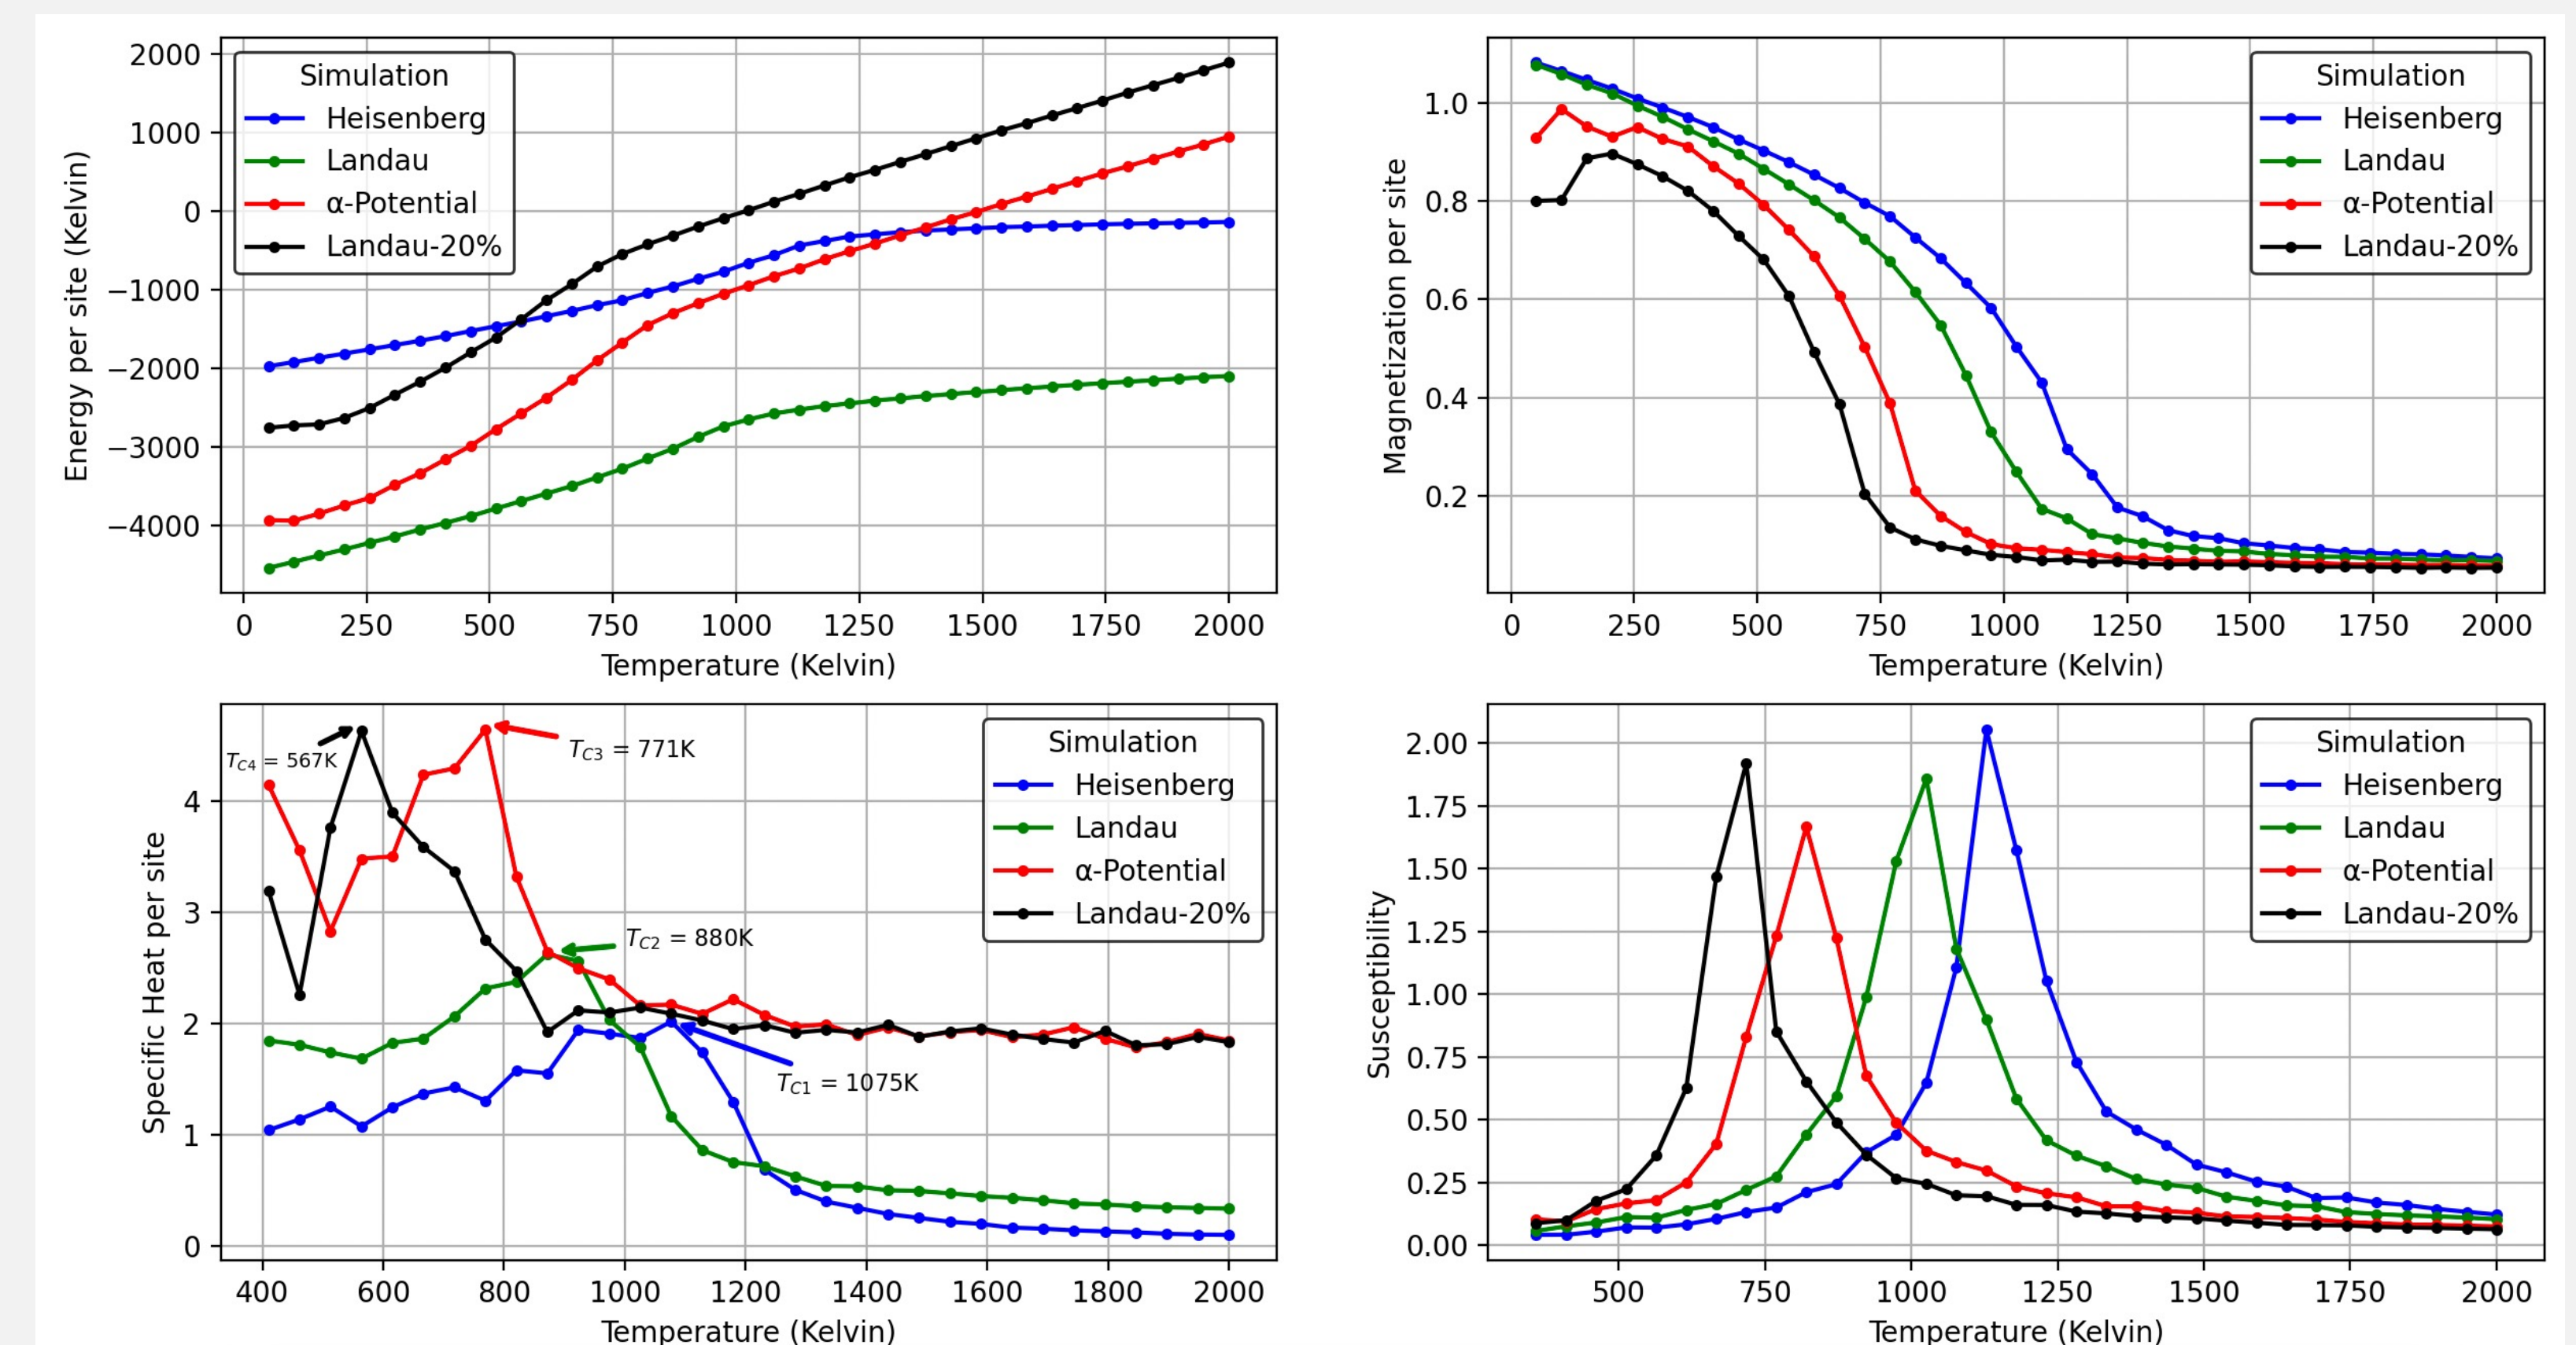 2000
1000
0
−1000
−2000
−3000
−4000
Energy per site (Kelvin)
Simulation
Heisenberg
Landau
α-Potential
Landau-20%
0 250 500 750 1000 1250 1500 1750 2000
Temperature (Kelvin)
1.0
0.8
0.6
0.4
0.2
Magnetization per site
Simulation
Heisenberg
Landau
α-Potential
Landau-20%
0 250 500 750 1000 1250 1500 1750 2000
Temperature (Kelvin)
4
3
2
1
0
Specific Heat per site
TC4 = 567K
TC3 = 771K
TC2 = 880K
TC1 = 1075K
Simulation
Heisenberg
Landau
α-Potential
Landau-20%
400 600 800 1000 1200 1400 1600 1800 2000
Temperature (Kelvin)
2.00
1.75
1.50
1.25
1.00
0.75
0.50
0.25
0.00
Susceptibility
Simulation
Heisenberg
Landau
α-Potential
Landau-20%
500 750 1000 1250 1500 1750 2000
Temperature (Kelvin)